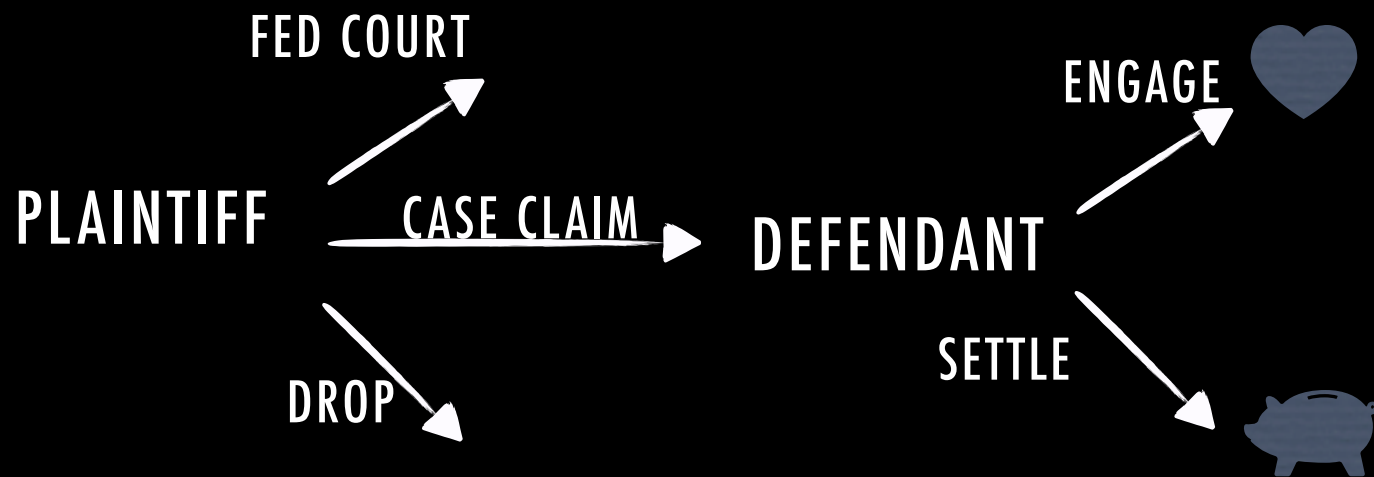 FED COURT
ENGAGE
PLAINTIFF
CASE CLAIM
DEFENDANT
SETTLE
DROP